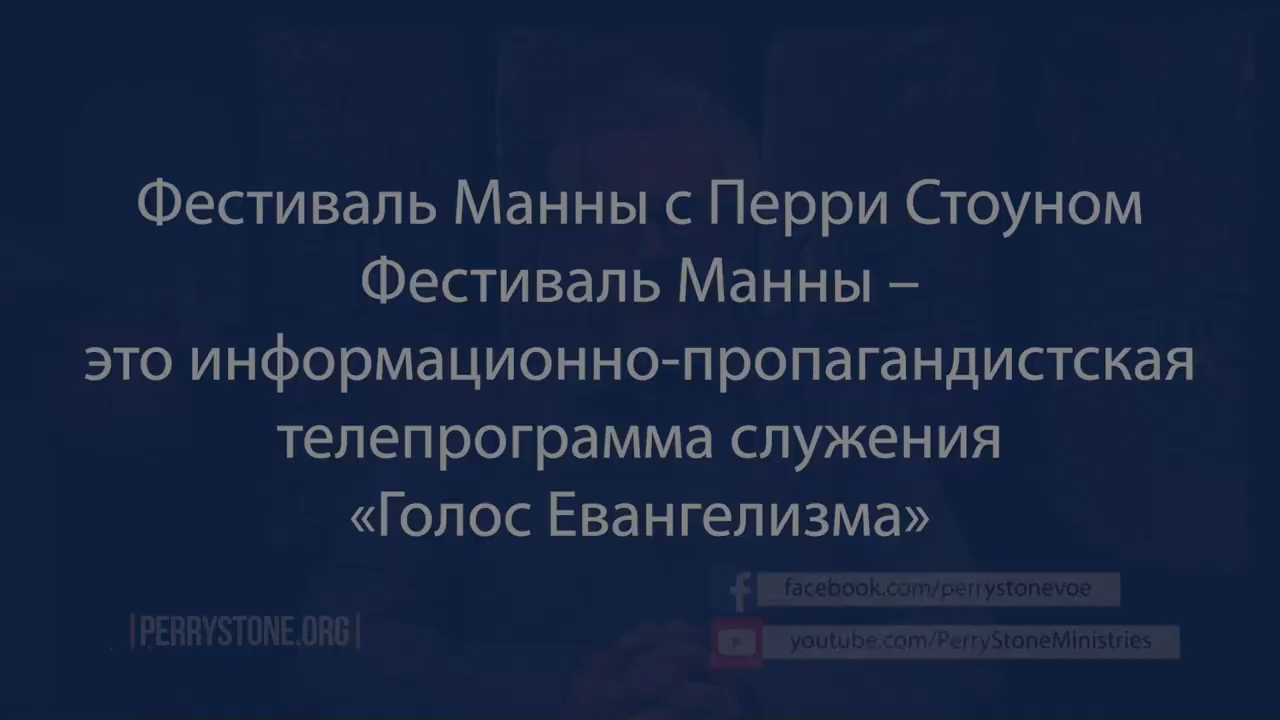 Фестиваль Манны с Перри Стоуном
Фестиваль Манны –
это информационно-пропагандистская
телепрограмма служения
«Голос Евангелизма»
facebook.com/perrystonevoe
|PERRYSTONE.ORG|
youtube.com/PerryStoneMinistries